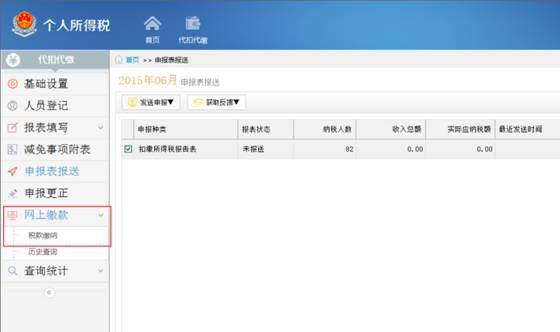 个人所得税
首页
代扣代缴
代扣代缴
基础设置
人员登记
报表填写
减免事项附表
申报表报送
申报更正
网上缴款
税款缴纳
历史查询
查询统计
首页 >> 申报表报送
2015年06月 申报表报送
发送申报▼ 获取反馈▼
申报种类 报表状态 纳税人数 收入总额 实际应纳税额 最近发送时间
扣缴所得税报告表 未报送 82 0.00 0.00